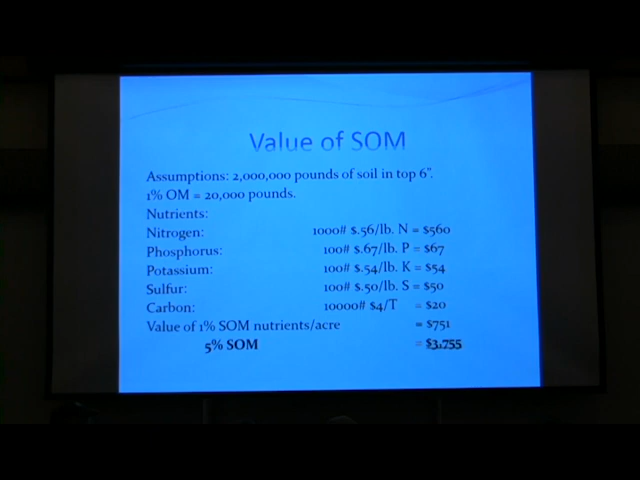 Value of SOM
Assumptions: 2,000,000 pounds of soil in top 6".
1% OM = 20,000 pounds.
Nutrients:
Nitrogen: 1000# $.56/lb. N = $560
Phosphorus: 100# $.67/lb. P = $67
Potassium: 100# $.54/lb. K = $54
Sulfur: 100# $.50/lb. S = $50
Carbon: 10000# $4/T = $20
Value of 1% SOM nutrients/acre = $751
5% SOM = $3,755